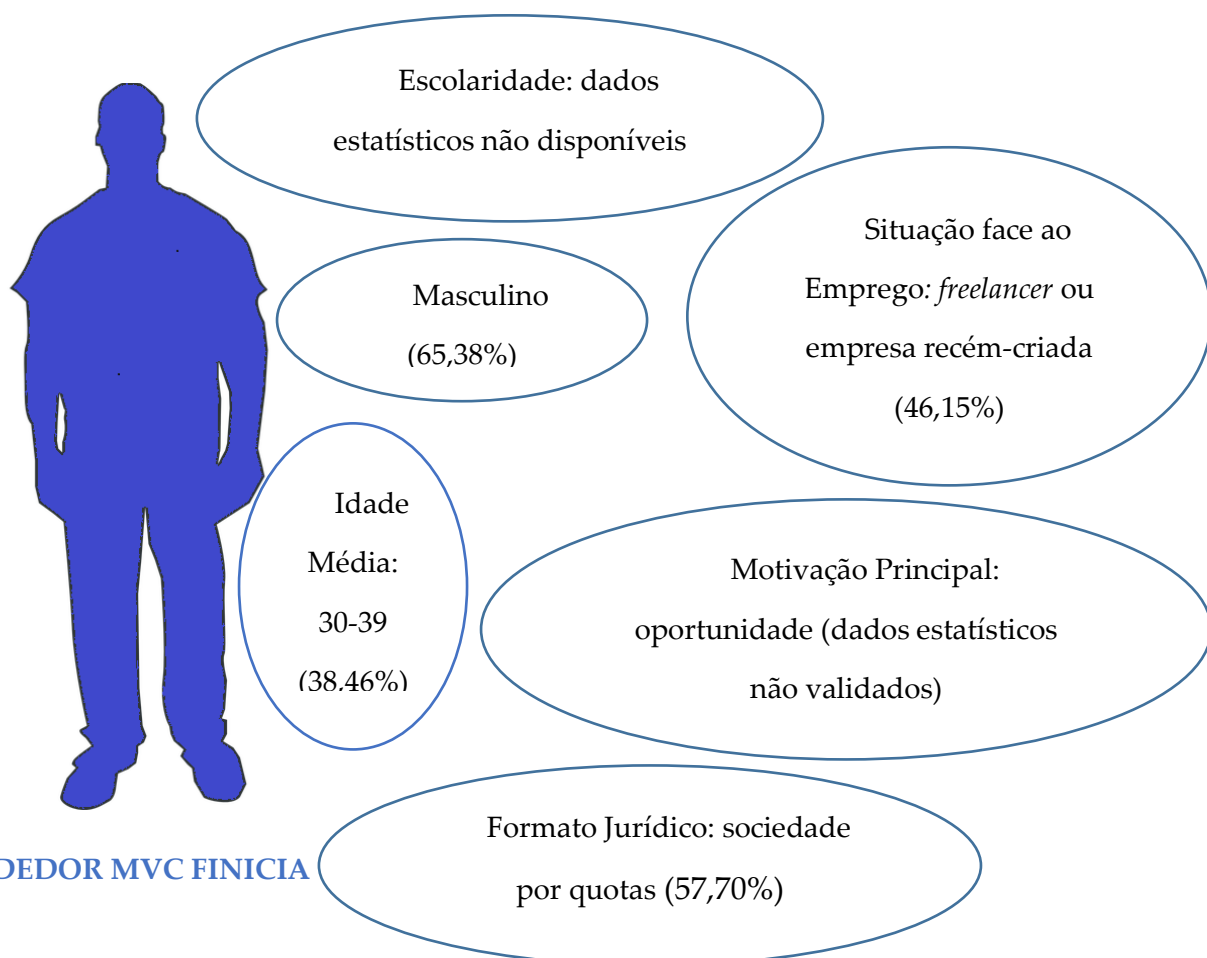 Escolaridade: dados
estatísticos não disponíveis
Masculino
(65,38%)
Situação face ao
Emprego: freelancer ou
empresa recém-criada
(46,15%)
Idade
Média:
30-39
(38,46%)
Motivação Principal:
oportunidade (dados estatísticos
não validados)
Formato Jurídico: sociedade
por quotas (57,70%)
DEDOR MVC FINICIA